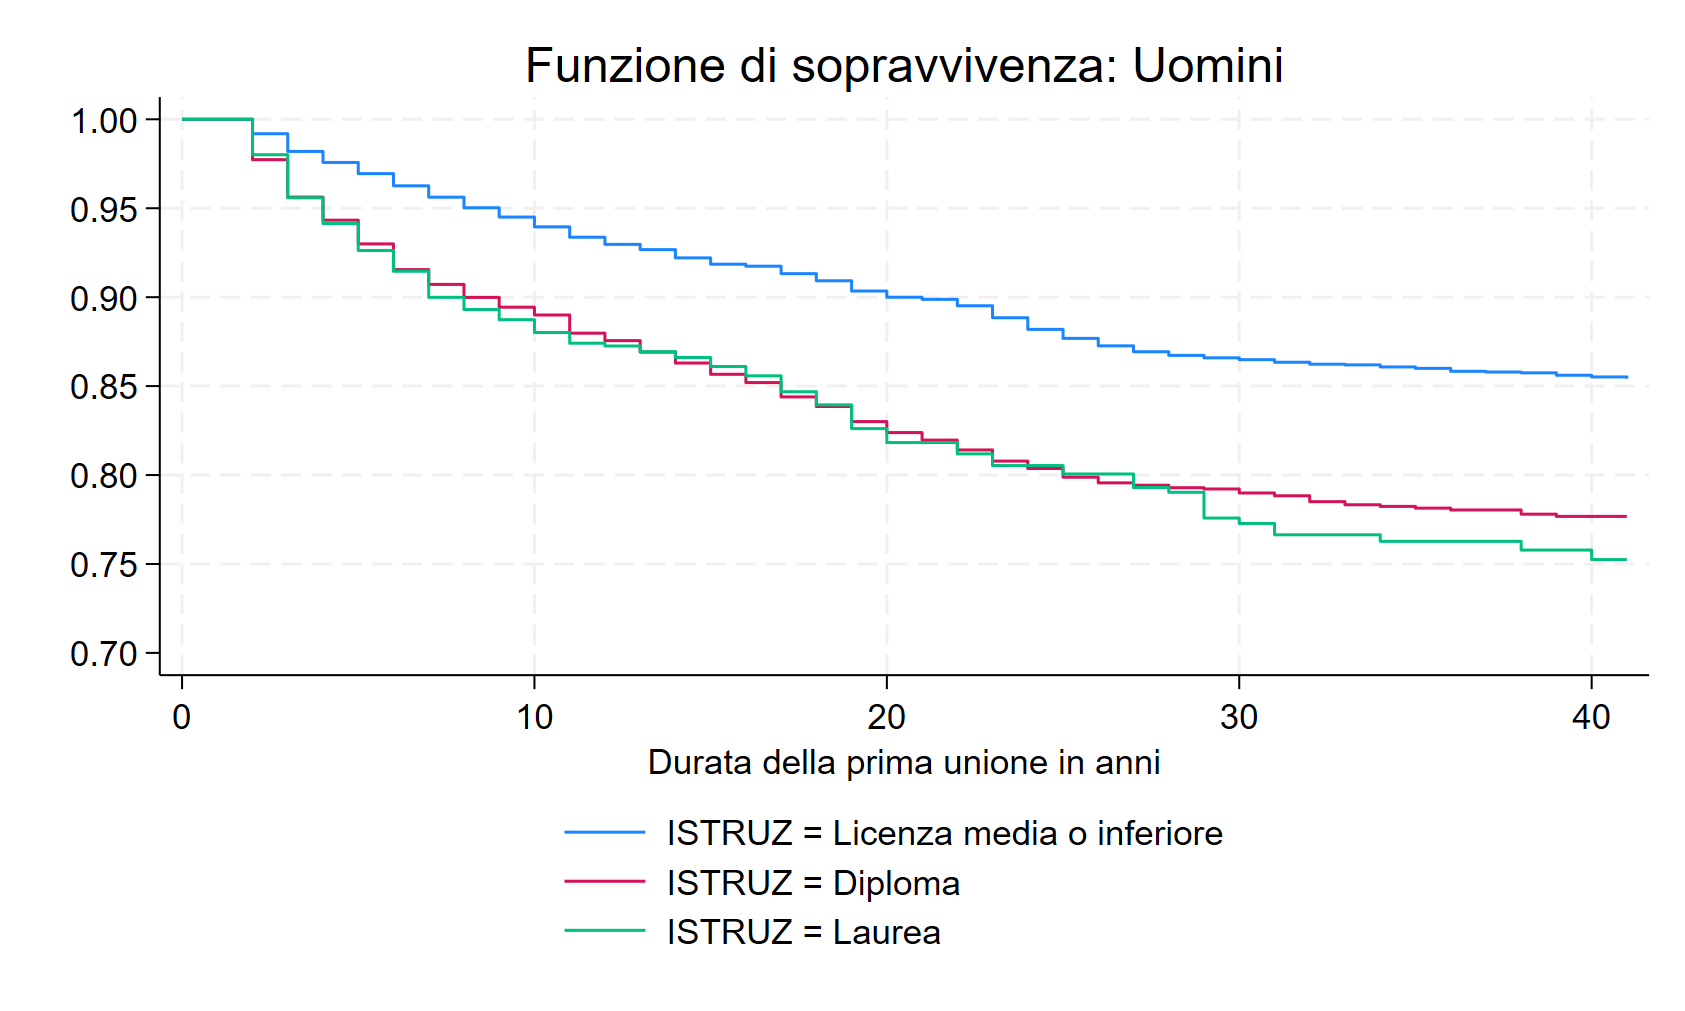 Funzione di sopravvivenza: Uomini
1.00
0.95
0.90
0.85
0.80
0.75
0.70
0 10 20 30 40
Durata della prima unione in anni
ISTRUZ = Licenza media o inferiore
ISTRUZ = Diploma
ISTRUZ = Laurea